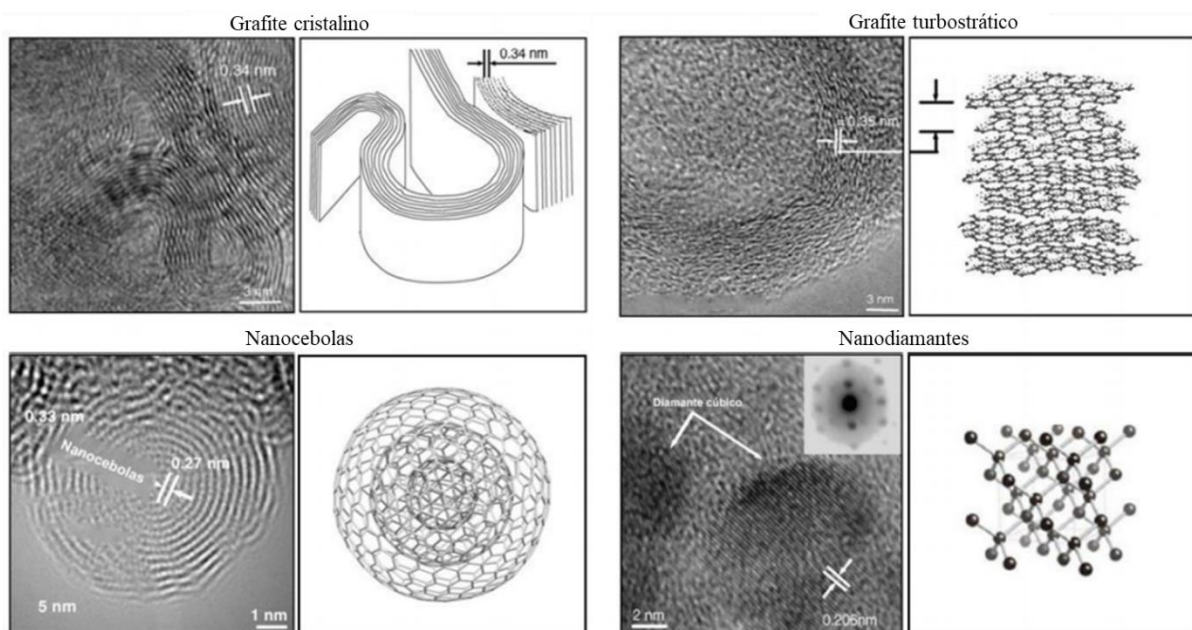 Grafite cristalino
0.34 nm
3 nm
0.34 nm
Grafite turbostrático
0.35 nm
3 nm
Nanocebolas
0.33 nm
Nanocebolas
0.27 nm
5 nm
1 nm
Nanodiamantes
Diamante cúbico
2 nm
0.206nm